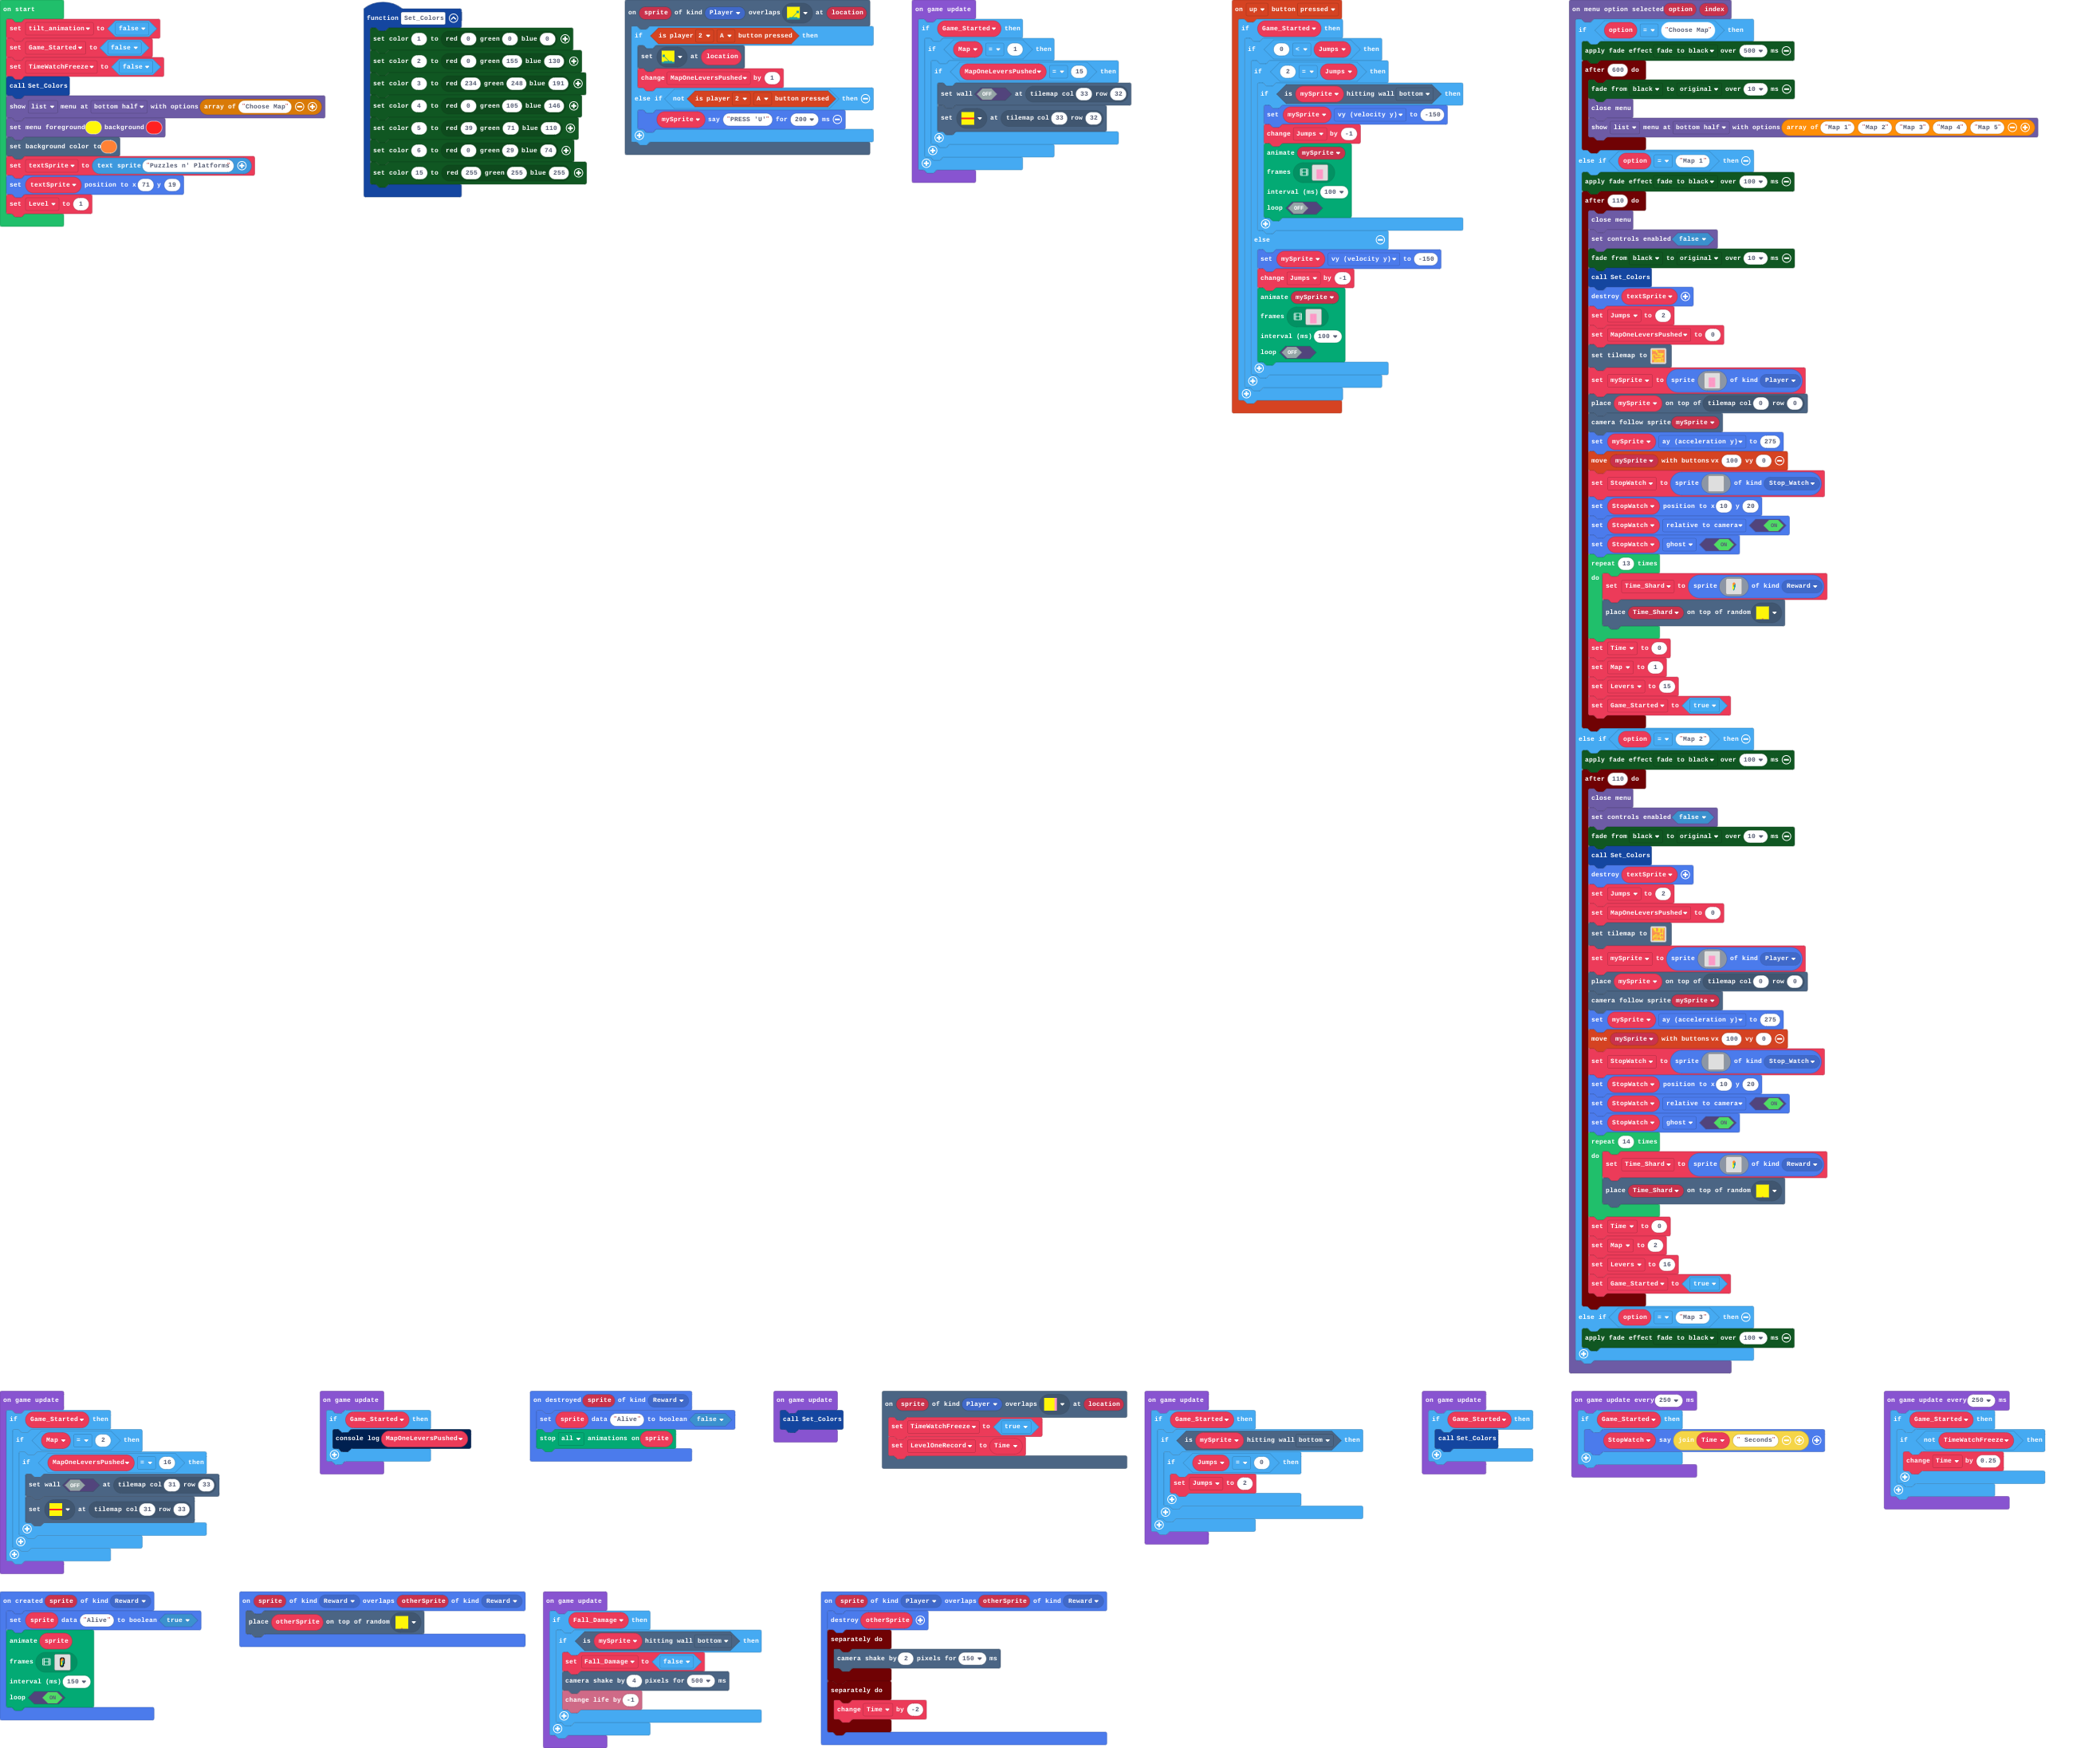 on start
set tilt_animation to false
set Game_Started to false
set TimeWatchFreeze to false
call Set_Colors
show list menu at bottom half with options array of "Choose Map"
set menu foreground background
set background color to
set textSprite to text sprite "Puzzles n' Platforms"
set textSprite position to x 71 y 19
set Level to 1
function Set_Colors
set color 1 to red 0 green 0 blue 0
set color 2 to red 0 green 155 blue 130
set color 3 to red 234 green 248 blue 101
set color 4 to red 0 green 105 blue 146
set color 5 to red 39 green 71 blue 110
set color 6 to red 0 green 29 blue 74
set color 15 to red 255 green 255 blue 255
on sprite of kind Player overlaps at location
if is player 2 A button pressed then
set at location
change MapOneLeversPushed by 1
else if not is player 2 A button pressed then
mySprite say "PRESS 'U'" for 200 ms
on game update
if Game_Started then
if Map = 1 then
if MapOneLeversPushed = 15 then
set wall OFF at tilemap col 33 row 32
set at tilemap col 33 row 32
on up button pressed
if Game_Started then
if 0 < Jumps then
if 2 = Jumps then
if is mySprite hitting wall bottom then
set mySprite vy (velocity y) to -150
change Jumps by -1
animate mySprite
frames
interval (ms) 100
loop OFF
else
set mySprite vy (velocity y) to -150
change Jumps by -1
animate mySprite
frames
interval (ms) 100
loop OFF
on menu option selected option index
if option = "Choose Map" then
apply fade effect fade to black over 500 ms
after 600 do
fade from black to original over 10 ms
close menu
show list menu at bottom half with options array of "Map 1" "Map 2" "Map 3" "Map 4" "Map 5"
else if option = "Map 1" then
apply fade effect fade to black over 100 ms
after 110 do
close menu
set controls enabled false
fade from black to original over 10 ms
call Set_Colors
destroy textSprite
set Jumps to 2
set MapOneLeversPushed to 0
set tilemap to
set mySprite to sprite of kind Player
place mySprite on top of tilemap col 0 row 0
camera follow sprite mySprite
set mySprite ay (acceleration y) to 275
move mySprite with buttons vx 100 vy 0
set StopWatch to sprite of kind Stop_Watch
set StopWatch position to x 10 y 20
set StopWatch relative to camera ON
set StopWatch ghost ON
repeat 13 times
do
set Time_Shard to sprite of kind Reward
place Time_Shard on top of random
set Time to 0
set Map to 1
set Levers to 15
set Game_Started to true
else if option = "Map 2" then
apply fade effect fade to black over 100 ms
after 110 do
close menu
set controls enabled false
fade from black to original over 10 ms
call Set_Colors
destroy textSprite
set Jumps to 2
set MapOneLeversPushed to 0
set tilemap to
set mySprite to sprite of kind Player
place mySprite on top of tilemap col 0 row 0
camera follow sprite mySprite
set mySprite ay (acceleration y) to 275
move mySprite with buttons vx 100 vy 0
set StopWatch to sprite of kind Stop_Watch
set StopWatch position to x 10 y 20
set StopWatch relative to camera ON
set StopWatch ghost ON
repeat 14 times
do
set Time_Shard to sprite of kind Reward
place Time_Shard on top of random
set Time to 0
set Map to 2
set Levers to 16
set Game_Started to true
else if option = "Map 3" then
apply fade effect fade to black over 100 ms
on game update
if Game_Started then
if Map = 2 then
if MapOneLeversPushed = 16 then
set wall OFF at tilemap col 31 row 33
set at tilemap col 31 row 33
on game update
if Game_Started then
console log MapOneLeversPushed
on destroyed sprite of kind Reward
set sprite data "Alive" to boolean false
stop all animations on sprite
on game update
call Set_Colors
on sprite of kind Player overlaps at location
set TimeWatchFreeze to true
set LevelOneRecord to Time
on game update
if Game_Started then
if is mySprite hitting wall bottom then
if Jumps = 0 then
set Jumps to 2
on game update
if Game_Started then
call Set_Colors
on game update every 250 ms
if Game_Started then
StopWatch say join Time " Seconds"
on game update every 250 ms
if Game_Started then
if not TimeWatchFreeze then
change Time by 0.25
on created sprite of kind Reward
set sprite data "Alive" to boolean true
animate sprite
frames
interval (ms) 150
loop ON
on sprite of kind Reward overlaps otherSprite of kind Reward
place otherSprite on top of random
on game update
if Fall_Damage then
if is mySprite hitting wall bottom then
set Fall_Damage to false
camera shake by 4 pixels for 500 ms
change life by -1
on sprite of kind Player overlaps otherSprite of kind Reward
destroy otherSprite
separately do
camera shake by 2 pixels for 150 ms
separately do
change Time by -2